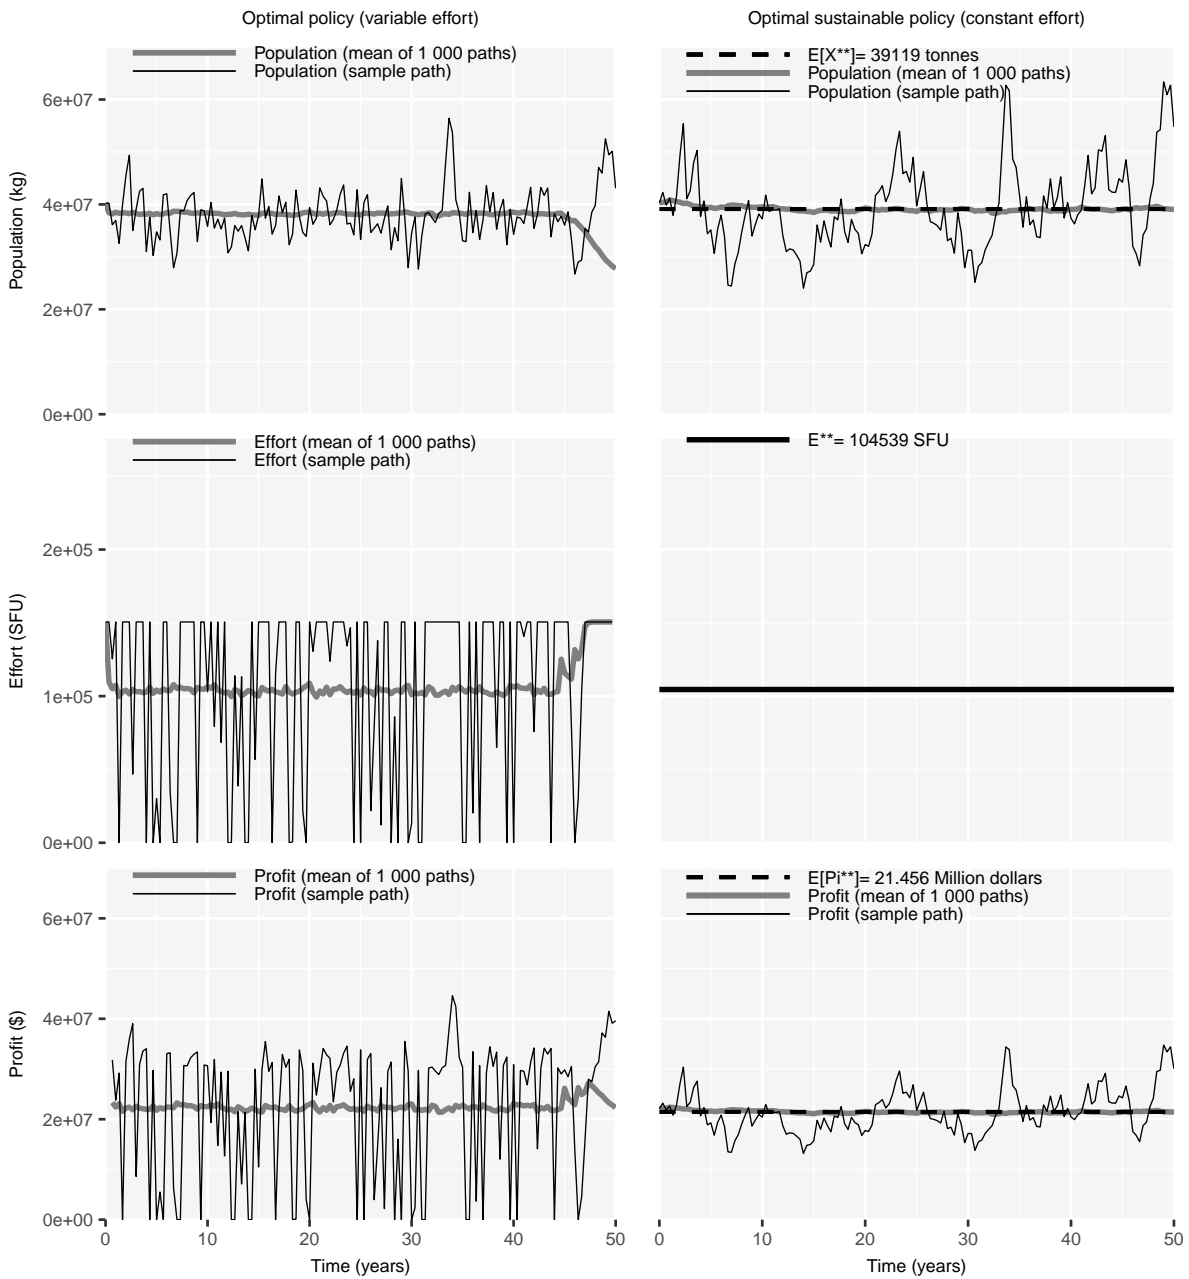 Optimal policy (variable effort)
Optimal sustainable policy (constant effort)
Population (mean of 1 000 paths)
Population (sample path)
E[X**]= 39119 tonnes
Population (mean of 1 000 paths)
Population (sample path)
Population (kg)
6e+07
4e+07
2e+07
0e+00
Effort (mean of 1 000 paths)
Effort (sample path)
E**= 104539 SFU
Effort (SFU)
2e+05
1e+05
0e+00
Profit (mean of 1 000 paths)
Profit (sample path)
E[Pi**]= 21.456 Million dollars
Profit (mean of 1 000 paths)
Profit (sample path)
Profit ($)
6e+07
4e+07
2e+07
0e+00
0 10 20 30 40 50
0 10 20 30 40 50
Time (years)
Time (years)